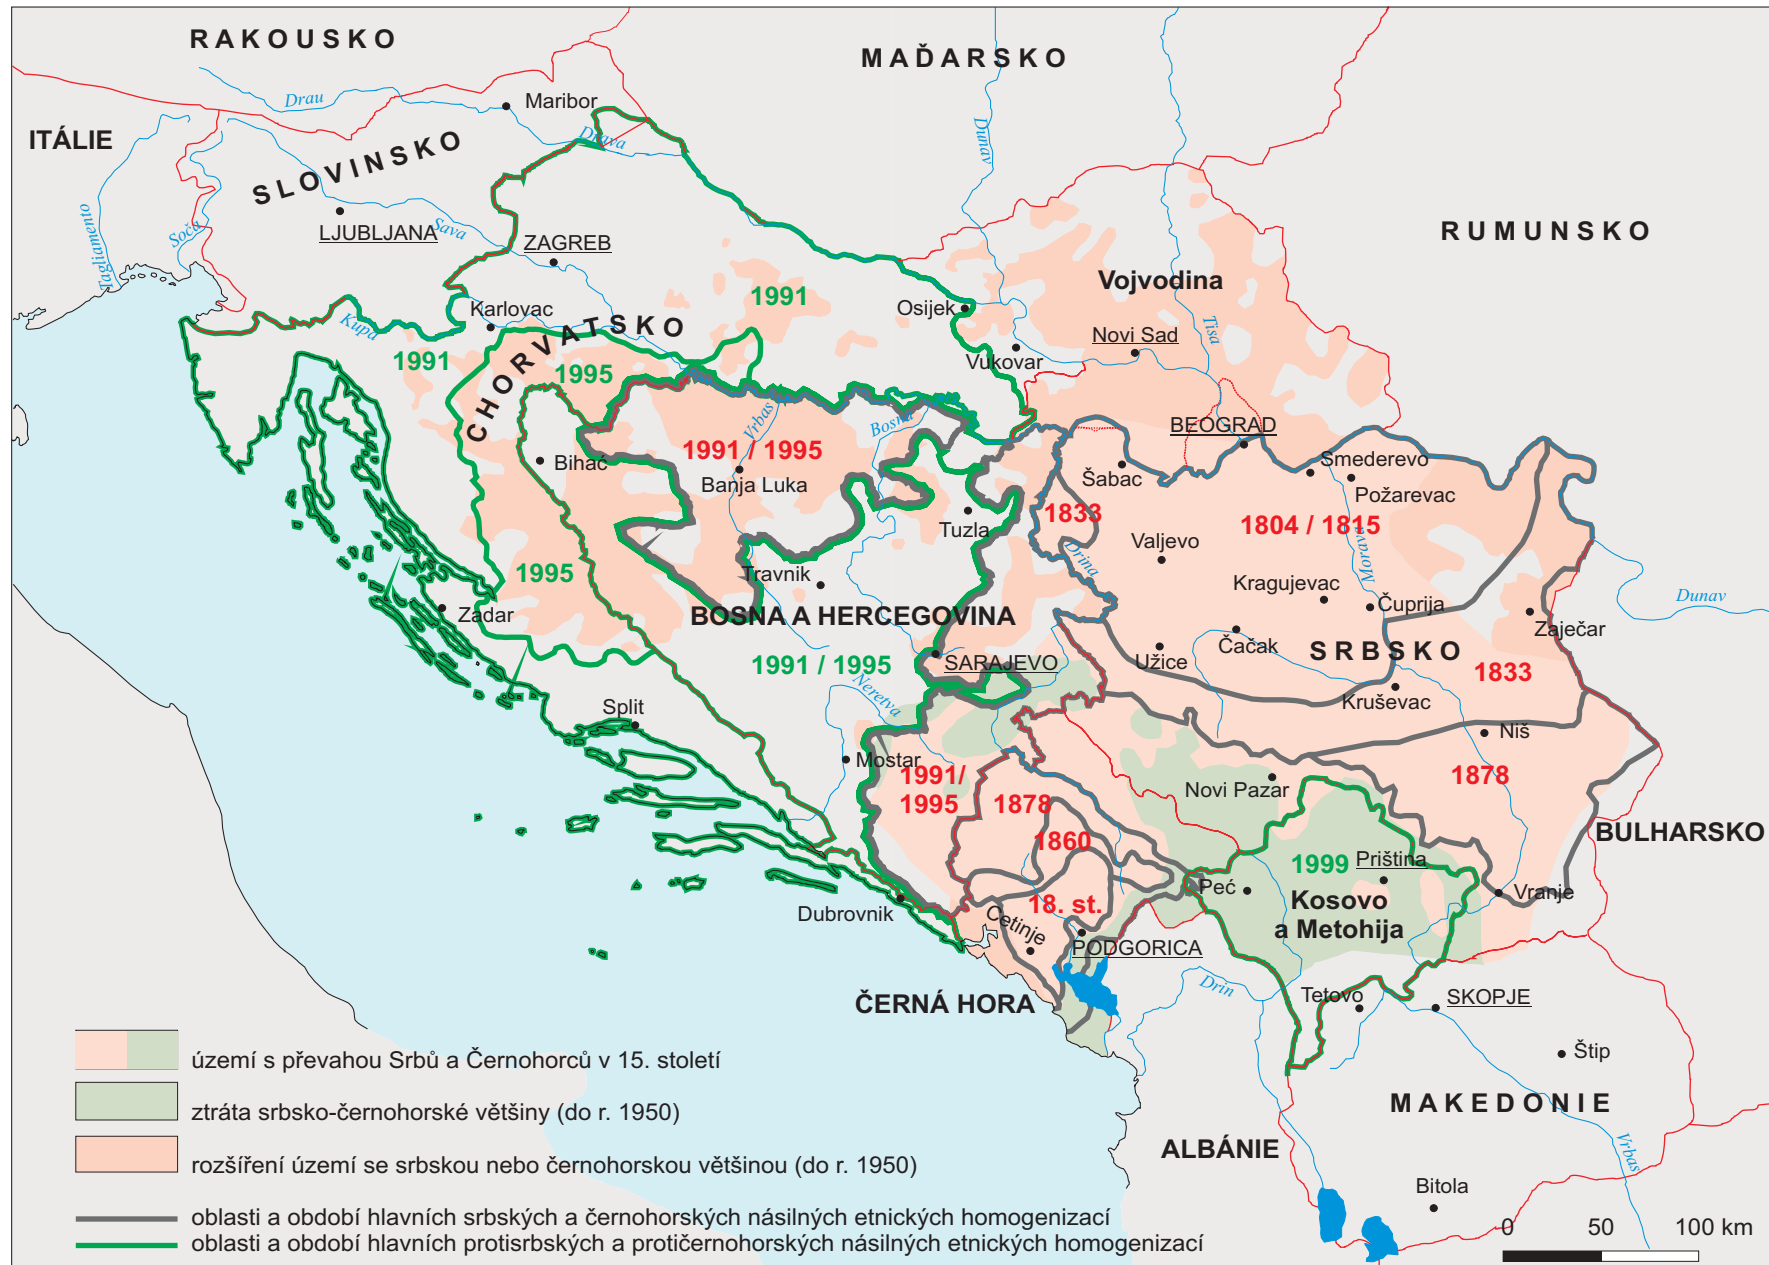 RAKOUSKO
MAĎARSKO
ITÁLIE
SLOVINSKO
RUMUNSKO
Drau
Maribor
Drava
Dunav
Tagliamento
Soča
LJUBLJANA
Sava
ZAGREB
Vojvodina
Tisa
Karlovac
Kupa
CHORVATSKO
1991
Osijek
Novi Sad
Vukovar
1991
1995
BEOGRAD
Vrbas
Bosna
1991 / 1995
Bihać
Banja Luka
Tuzla
Šabac
Smederevo
Požarevac
1833
1804 / 1815
Morava
Drina
Valjevo
Travnik
Kragujevac
Čuprija
Dunav
1995
Zadar
BOSNA A HERCEGOVINA
Zaječar
Čačak
Užice
SRBSKO
1991 / 1995
SARAJEVO
1833
Neretva
Kruševac
Split
Niš
Mostar
1991/
1995
1878
Novi Pazar
1878
1860
BULHARSKO
1999
Priština
Peć
Kosovo
a Metohija
Vranje
Dubrovnik
18. st.
Cetinje
PODGORICA
ČERNÁ HORA
Drin
Tetovo
SKOPJE
Štip
MAKEDONIE
ALBÁNIE
Vrbas
Bitola
území s převahou Srbů a Černohorců v 15. století
ztráta srbsko-černohorské většiny (do r. 1950)
rozšíření území se srbskou nebo černohorskou většinou (do r. 1950)
oblasti a období hlavních srbských a černohorských násilných etnických homogenizací
oblasti a období hlavních protisrbských a protičernohorských násilných etnických homogenizací
0 50 100 km